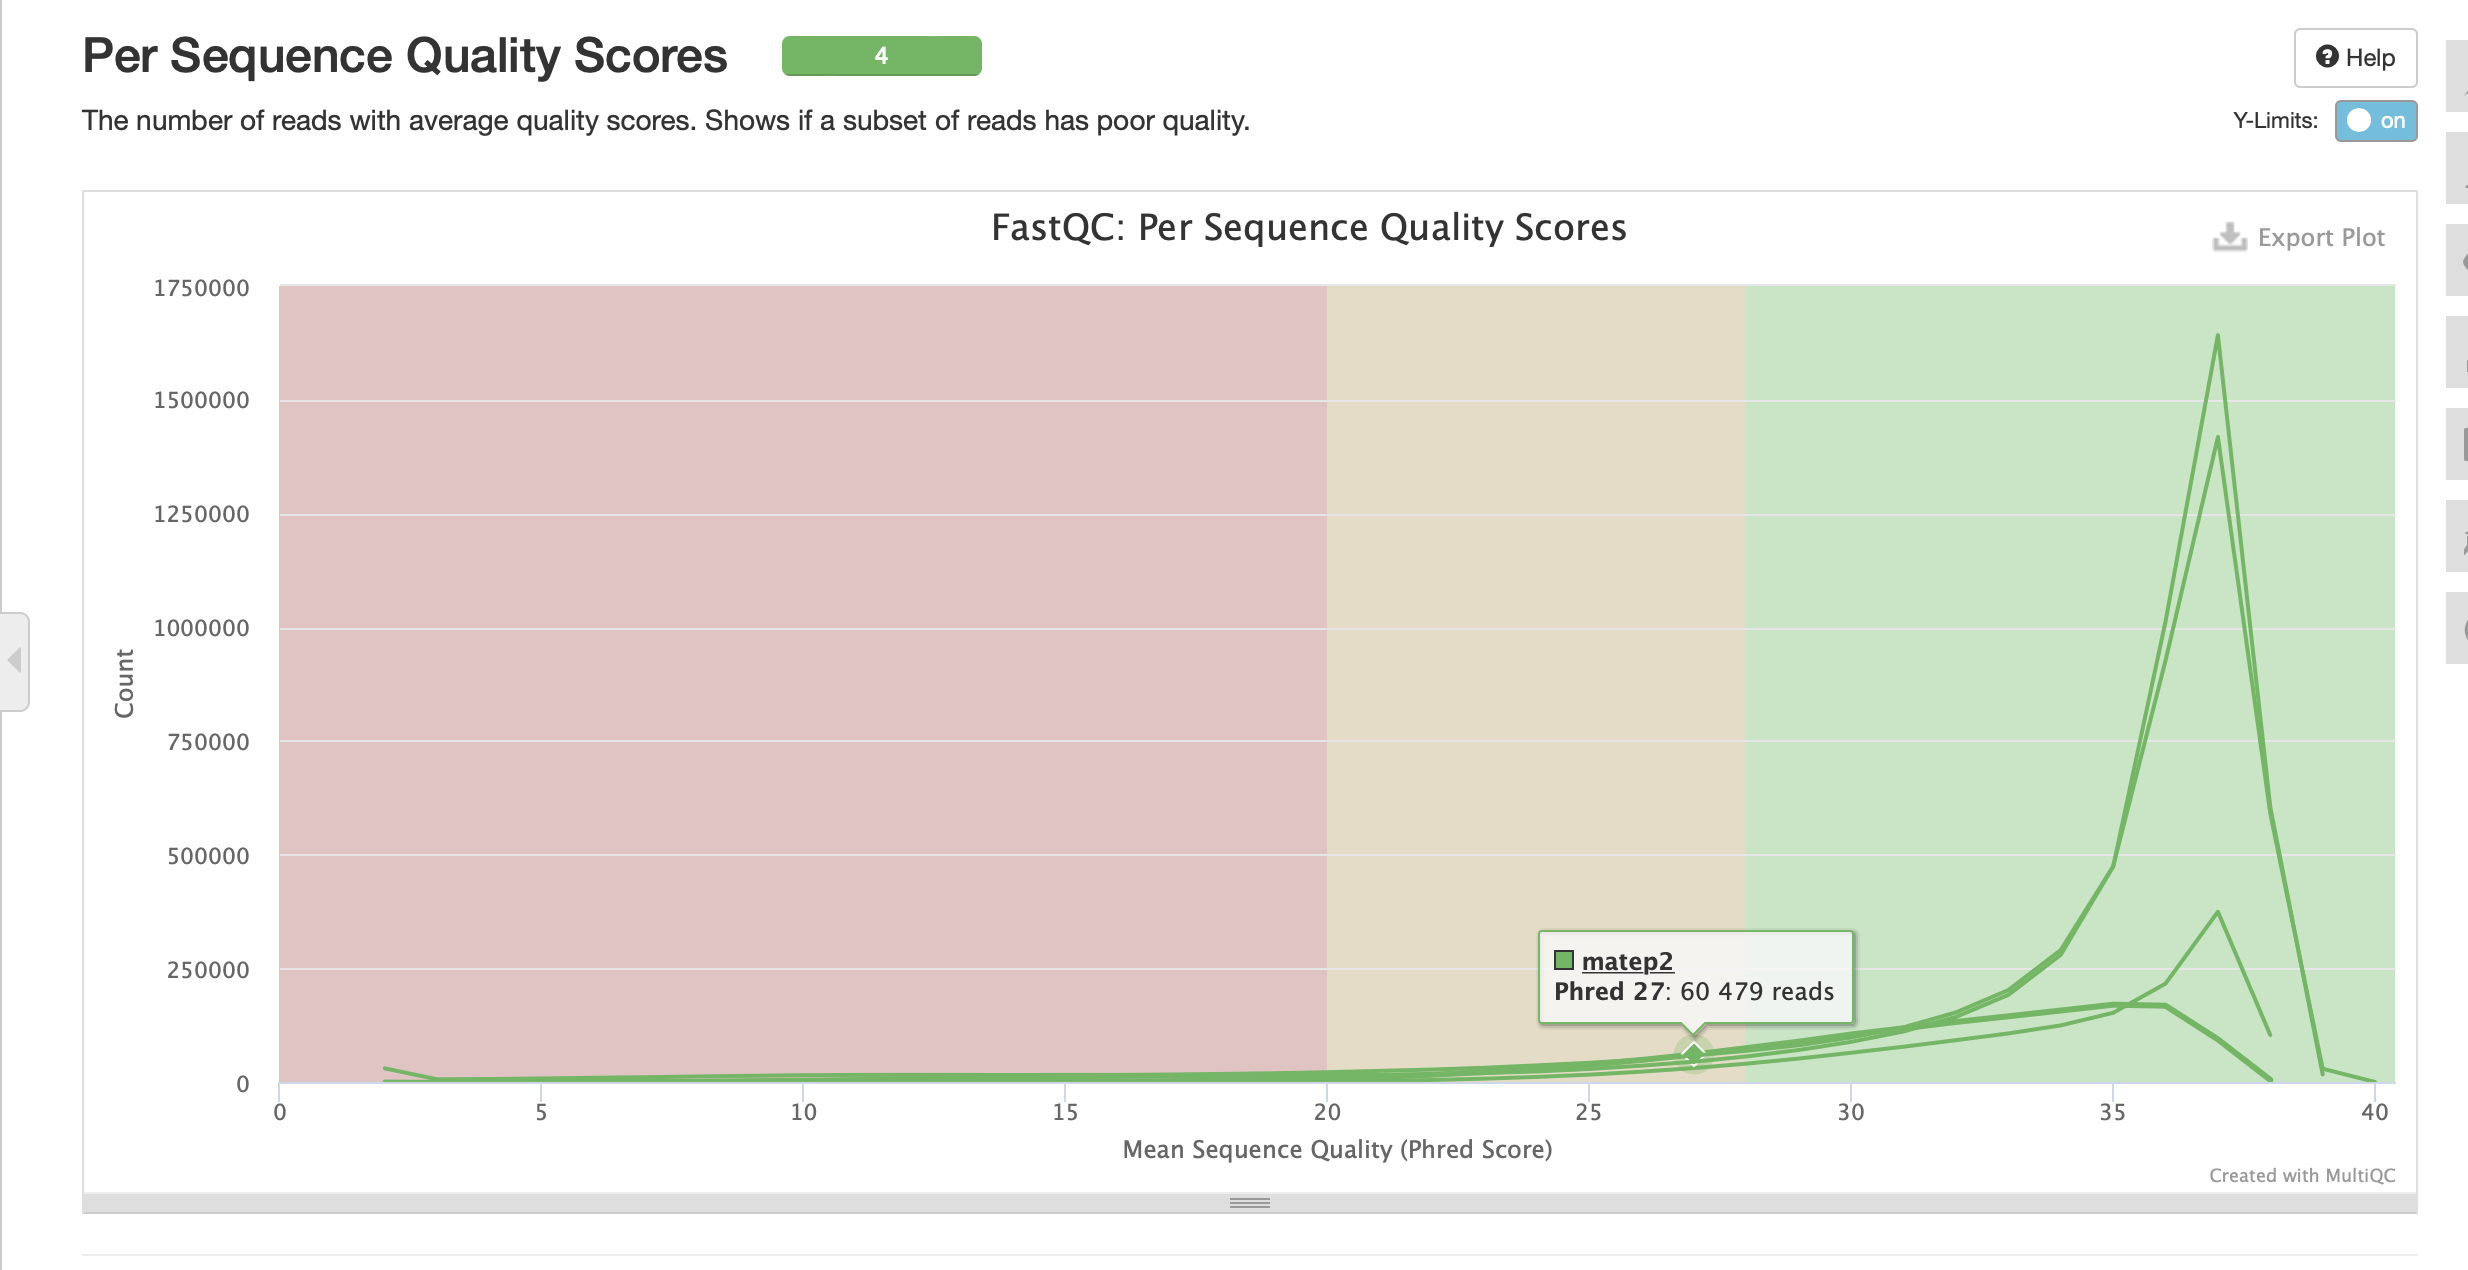 Per Sequence Quality Scores
4
Help
The number of reads with average quality scores. Shows if a subset of reads has poor quality.
Y-Limits: on
FastQC: Per Sequence Quality Scores
Export Plot
1750000
1500000
1250000
1000000
750000
500000
250000
0
Count
matep2
Phred 27: 60 479 reads
0 5 10 15 20 25 30 35 40
Mean Sequence Quality (Phred Score)
Created with MultiQC